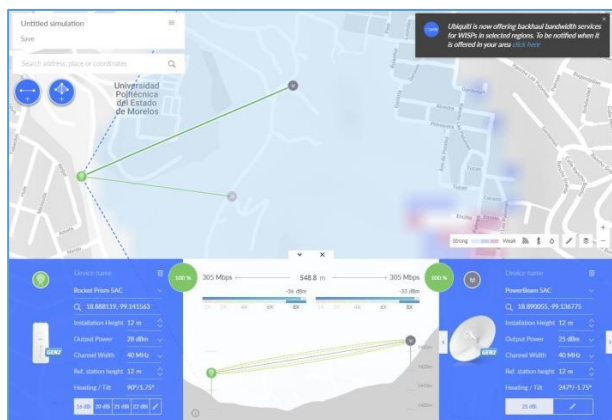 Untitled simulation
Save
Search address, place or coordinates
Ubiquiti is now offering backhaul bandwidth services
for WISPs in selected regions. To be notified when it
is offered in your area click here
Universidad
Politécnica
del Estado
de Morelos
Strong
Weak
Device name
Rocket Prism 5AC
18.888119,-99.141563
Installation Height 12 m
Output Power 28 dBm
Channel Width 40 MHz
Ref. station height 12 m
Heading / Tilt 90°/1.75°
16 dBi 20 dBi 21 dBi 22 dBi
GEN2
100 %
305 Mbps
548.8 m
305 Mbps
100 %
6X
8X
6X
8X
Device name
PowerBeam 5AC
18.890055,-99.136775
Installation Height 12 m
Output Power 25 dBm
Channel Width 40 MHz
Ref. station height 12 m
Heading / Tilt 247°/-1.75°
25 dBi
GEN2